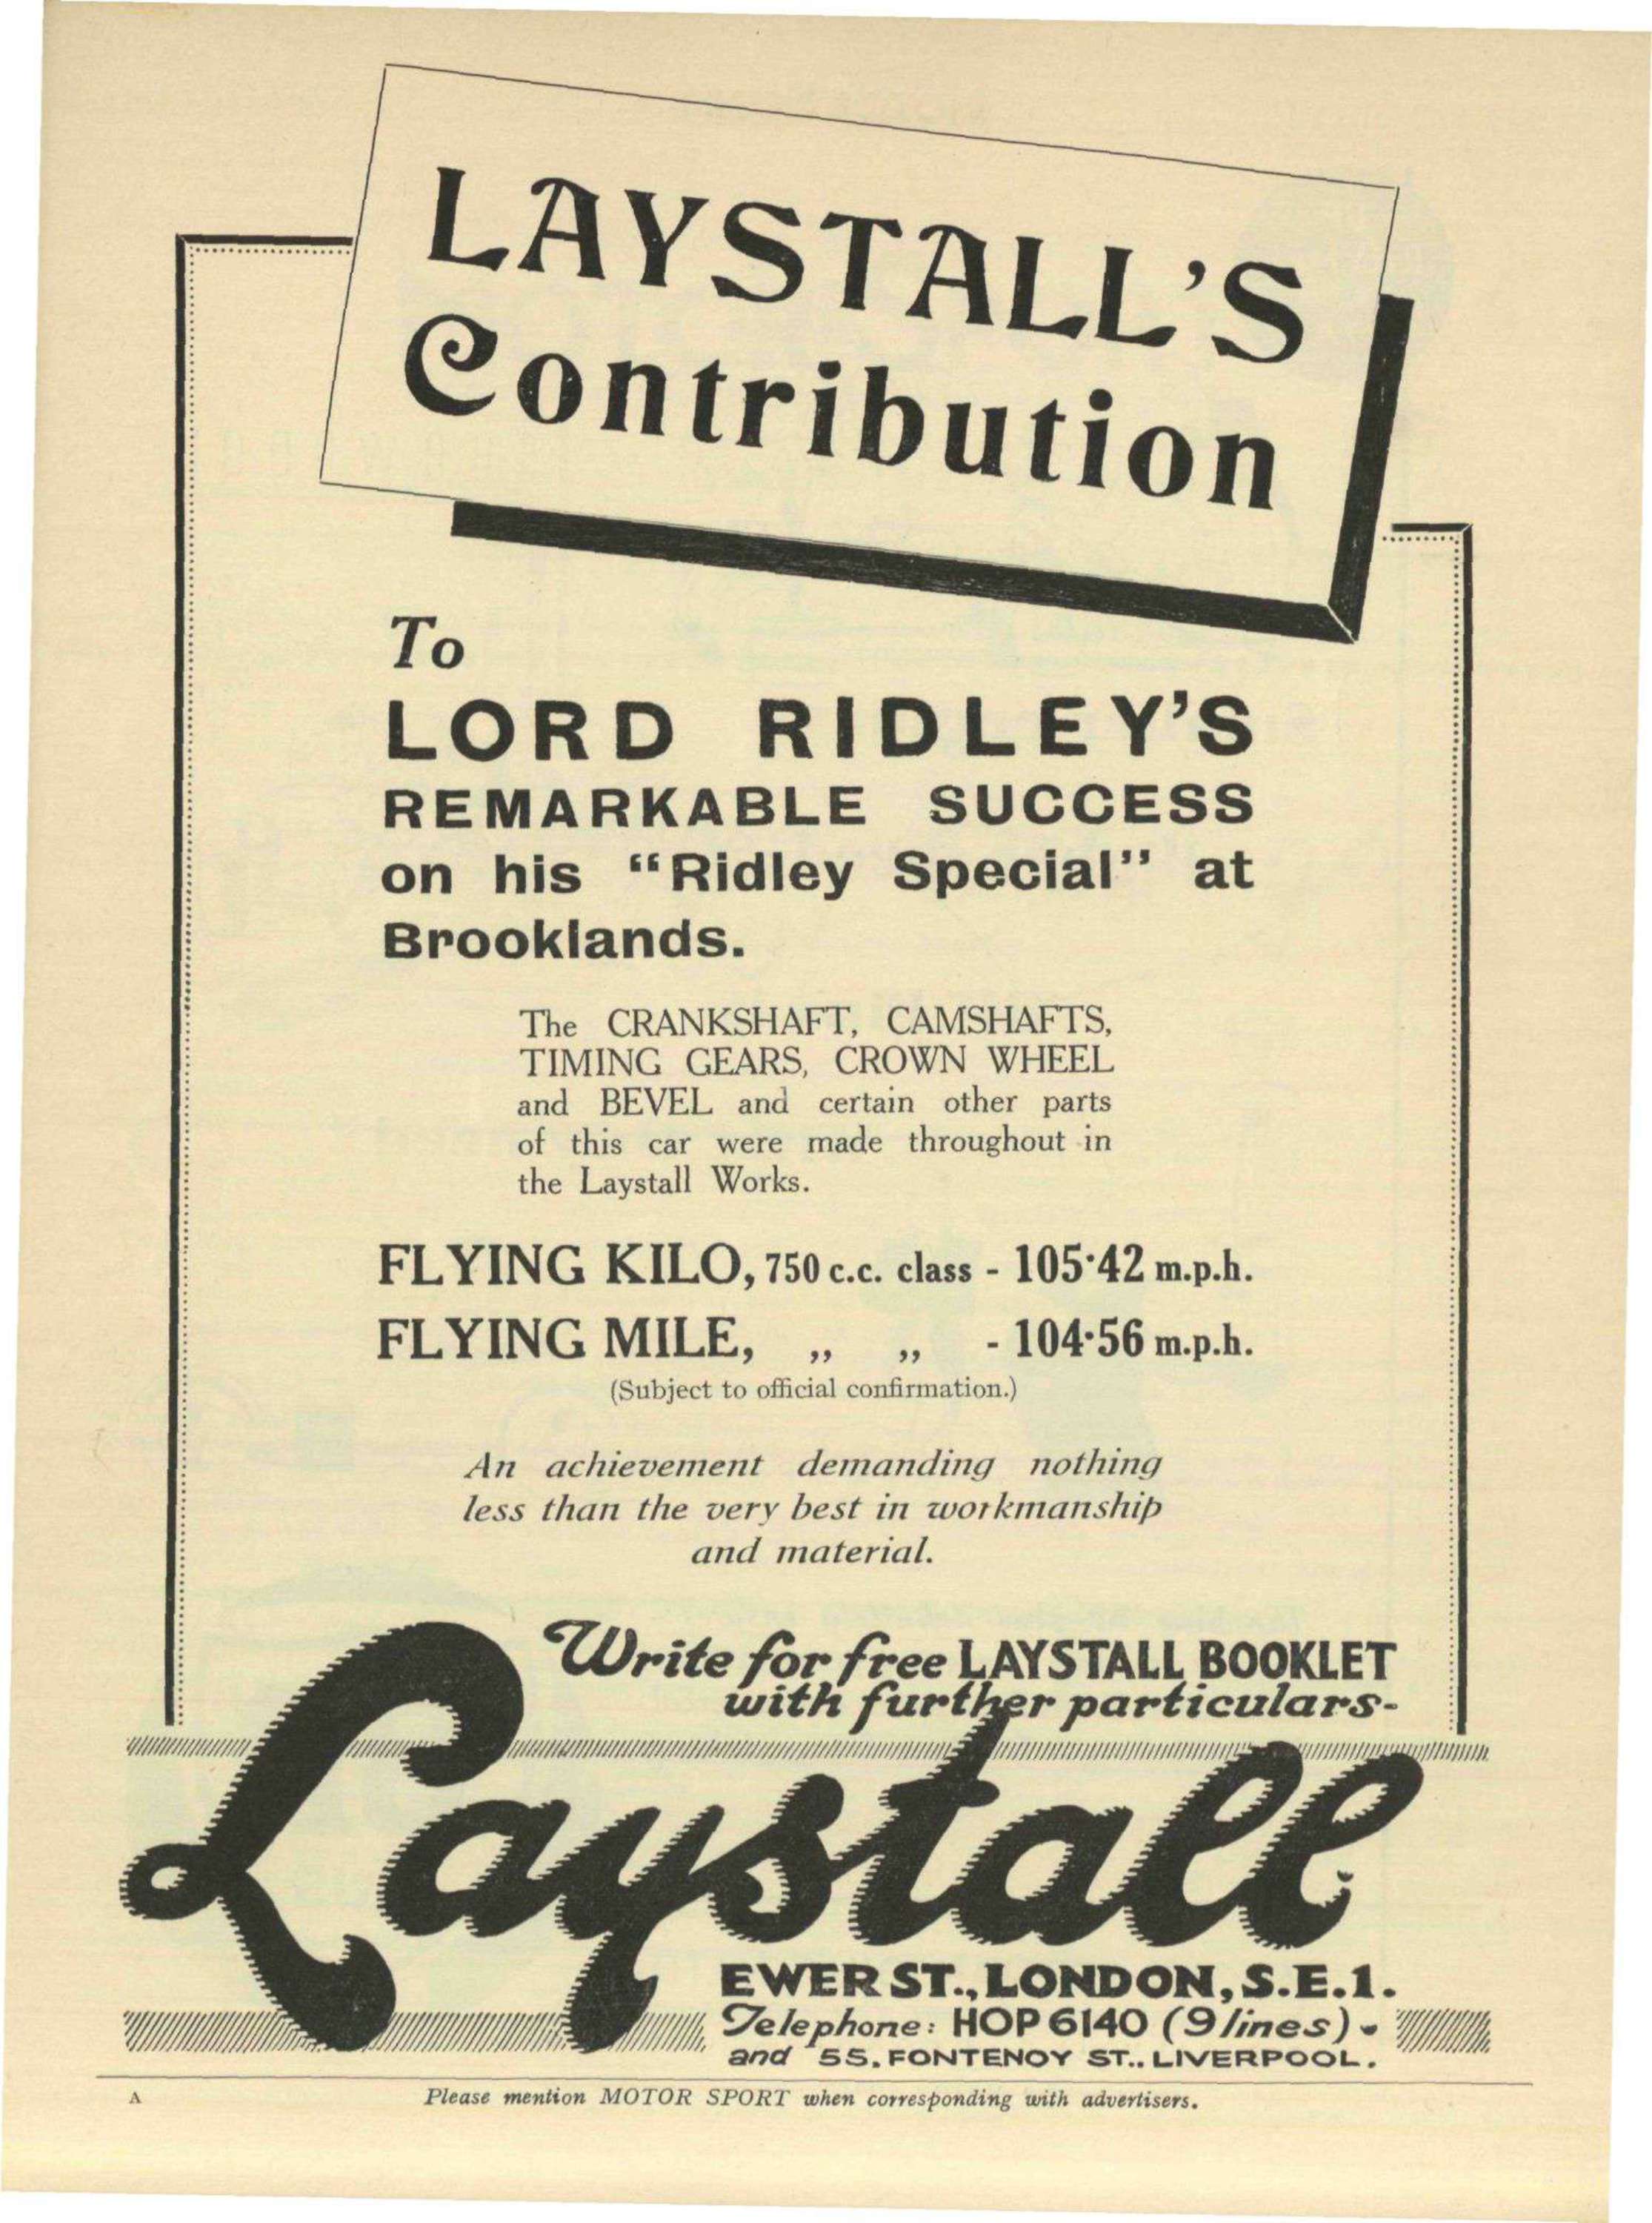 LAYSTALL'S
Contribution
To
LORD RIDLEY'S
REMARKABLE SUCCESS
on his "Ridley Special" at
Brooklands.
The CRANKSHAFT, CAMSHAFTS,
TIMING GEARS, CROWN WHEEL
and BEVEL and certain other parts
of this car were made throughout in
the Laystall Works.
FLYING KILO, 750 c.c. class - 105·42 m.p.h.
FLYING MILE, „ „ - 104·56 m.p.h.
(Subject to official confirmation.)
An achievement demanding nothing
less than the very best in workmanship
and material.
Write for free LAYSTALL BOOKLET
with further particulars-
Laystall
EWER ST., LONDON, S.E.1.
Telephone: HOP 6140 (9 lines) -
and 55, FONTENOY ST., LIVERPOOL.
A Please mention MOTOR SPORT when corresponding with advertisers.